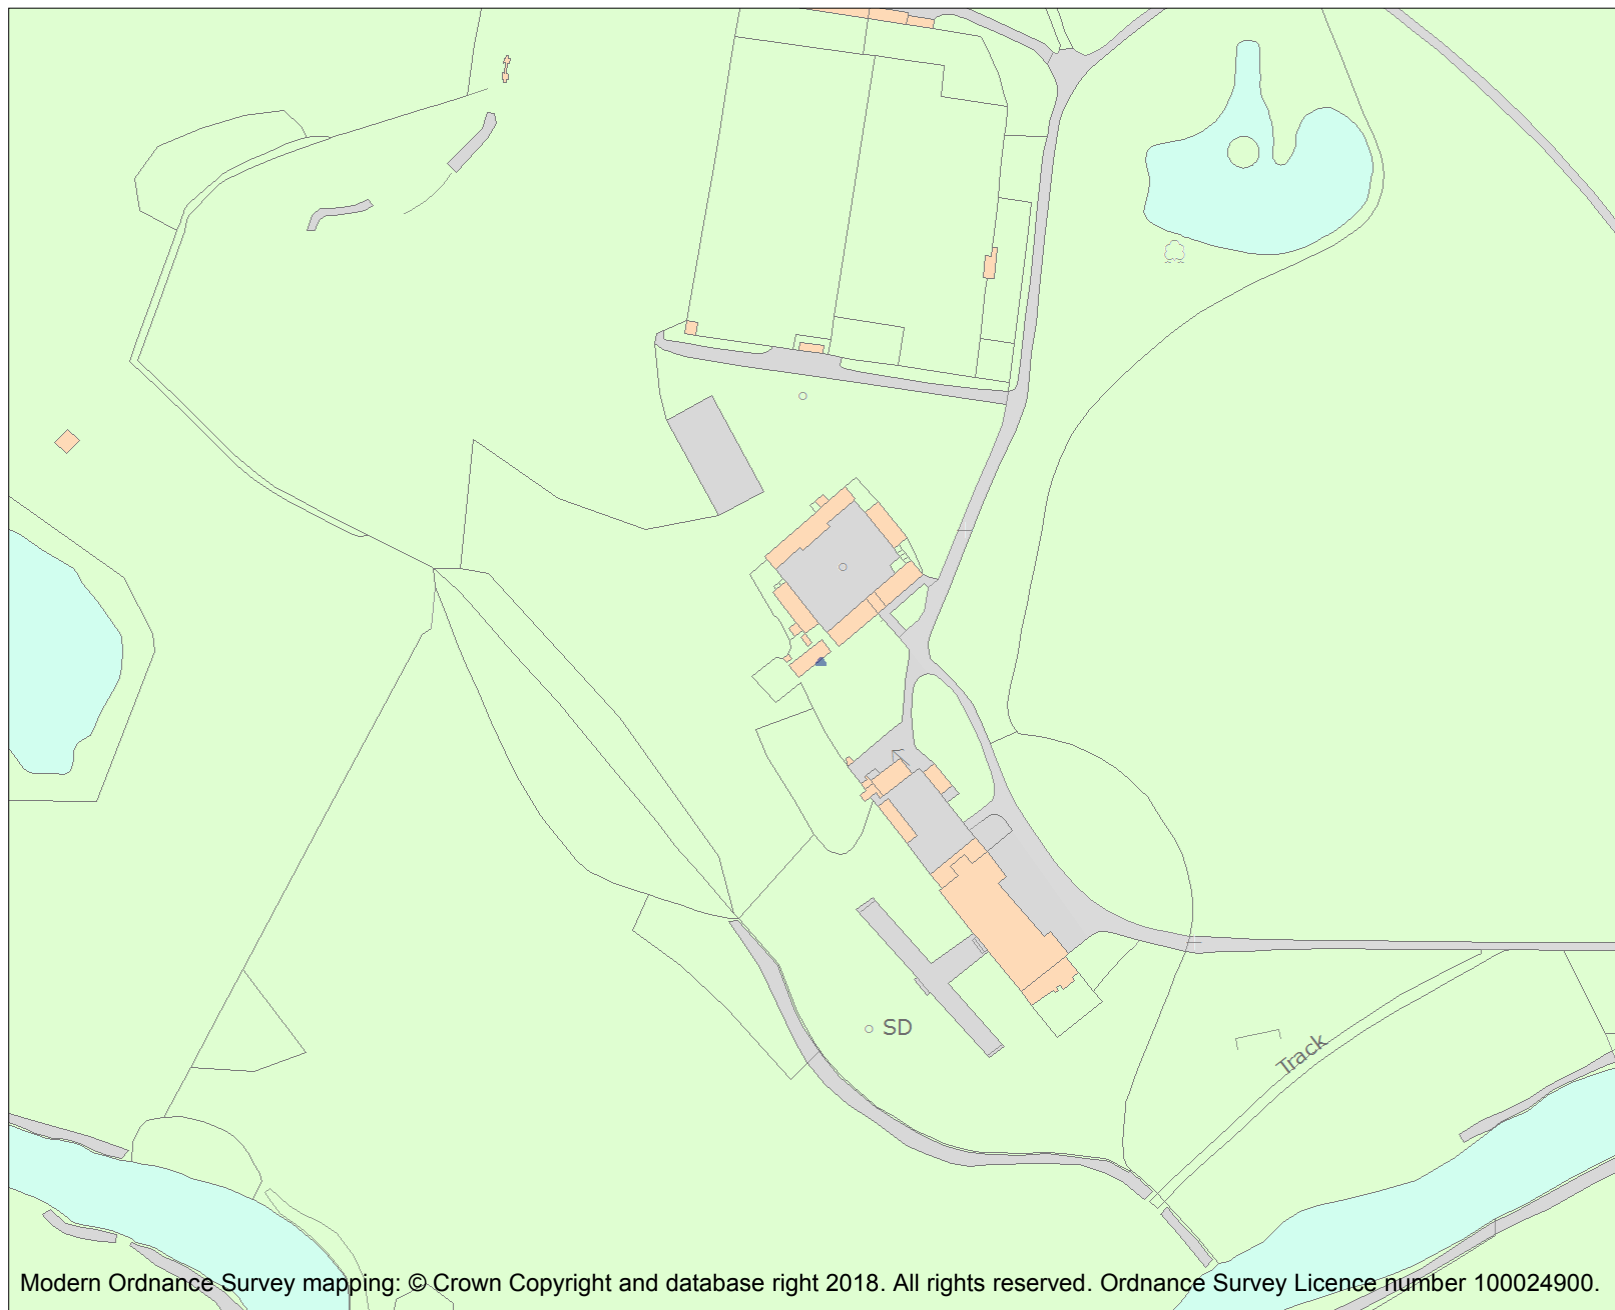 SD
Track
Modern Ordnance Survey mapping: © Crown Copyright and database right 2018. All rights reserved. Ordnance Survey Licence number 100024900.